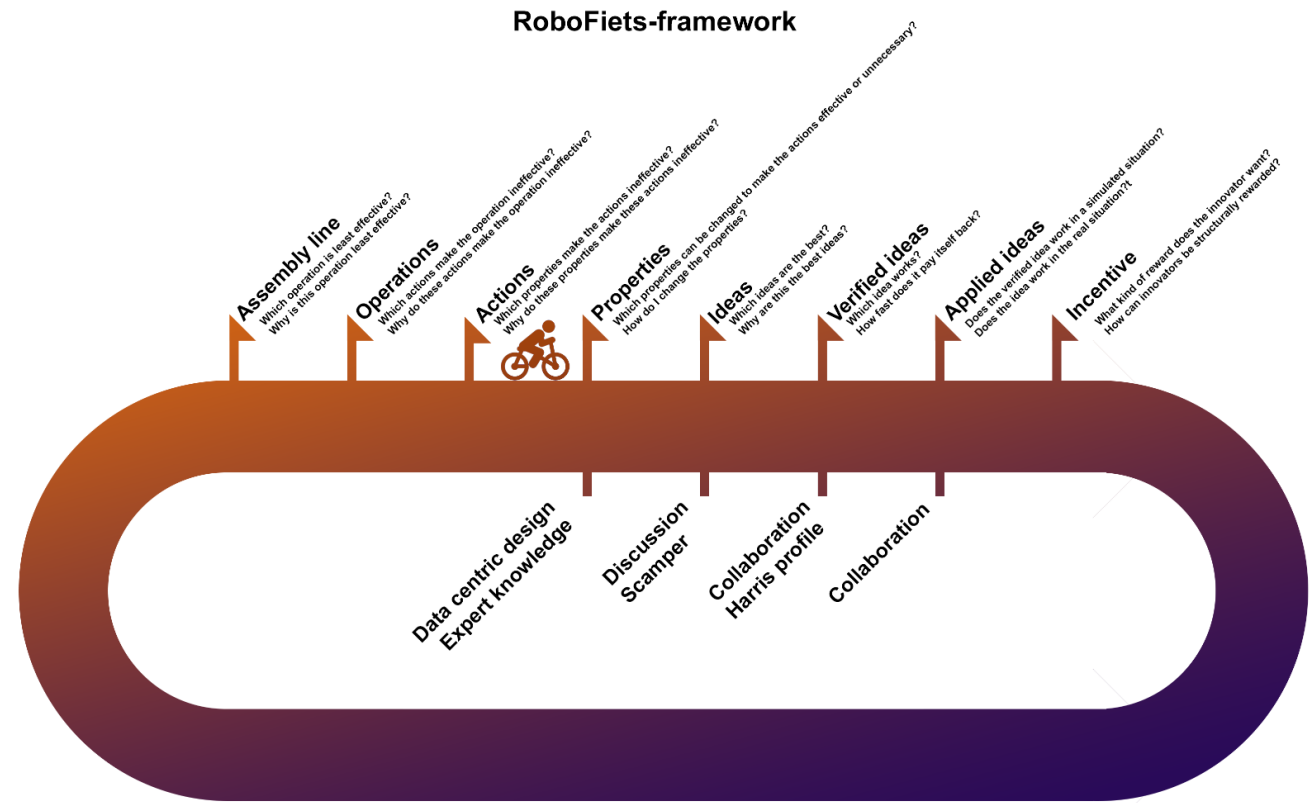 RoboFiets-framework
Assembly line
Which operation is least effective?
Why is this operation least effective?
Operations
Which actions make the operation ineffective?
Why do these actions make the operation ineffective?
Actions
Which properties make the actions ineffective?
Why do these properties make these actions ineffective?
Properties
Which properties can be changed to make the actions effective or unnecessary?
How do I change the properties?
Ideas
Which ideas are the best?
Why are this the best ideas?
Verified ideas
Which idea works?
How fast does it pay itself back?
Applied ideas
Does the verified idea work in a simulated situation?
Does the idea work in the real situation?t
Incentive
What kind of reward does the innovator want?
How can innovators be structurally rewarded?
Data centric design
Expert knowledge
Discussion
Scamper
Collaboration
Harris profile
Collaboration